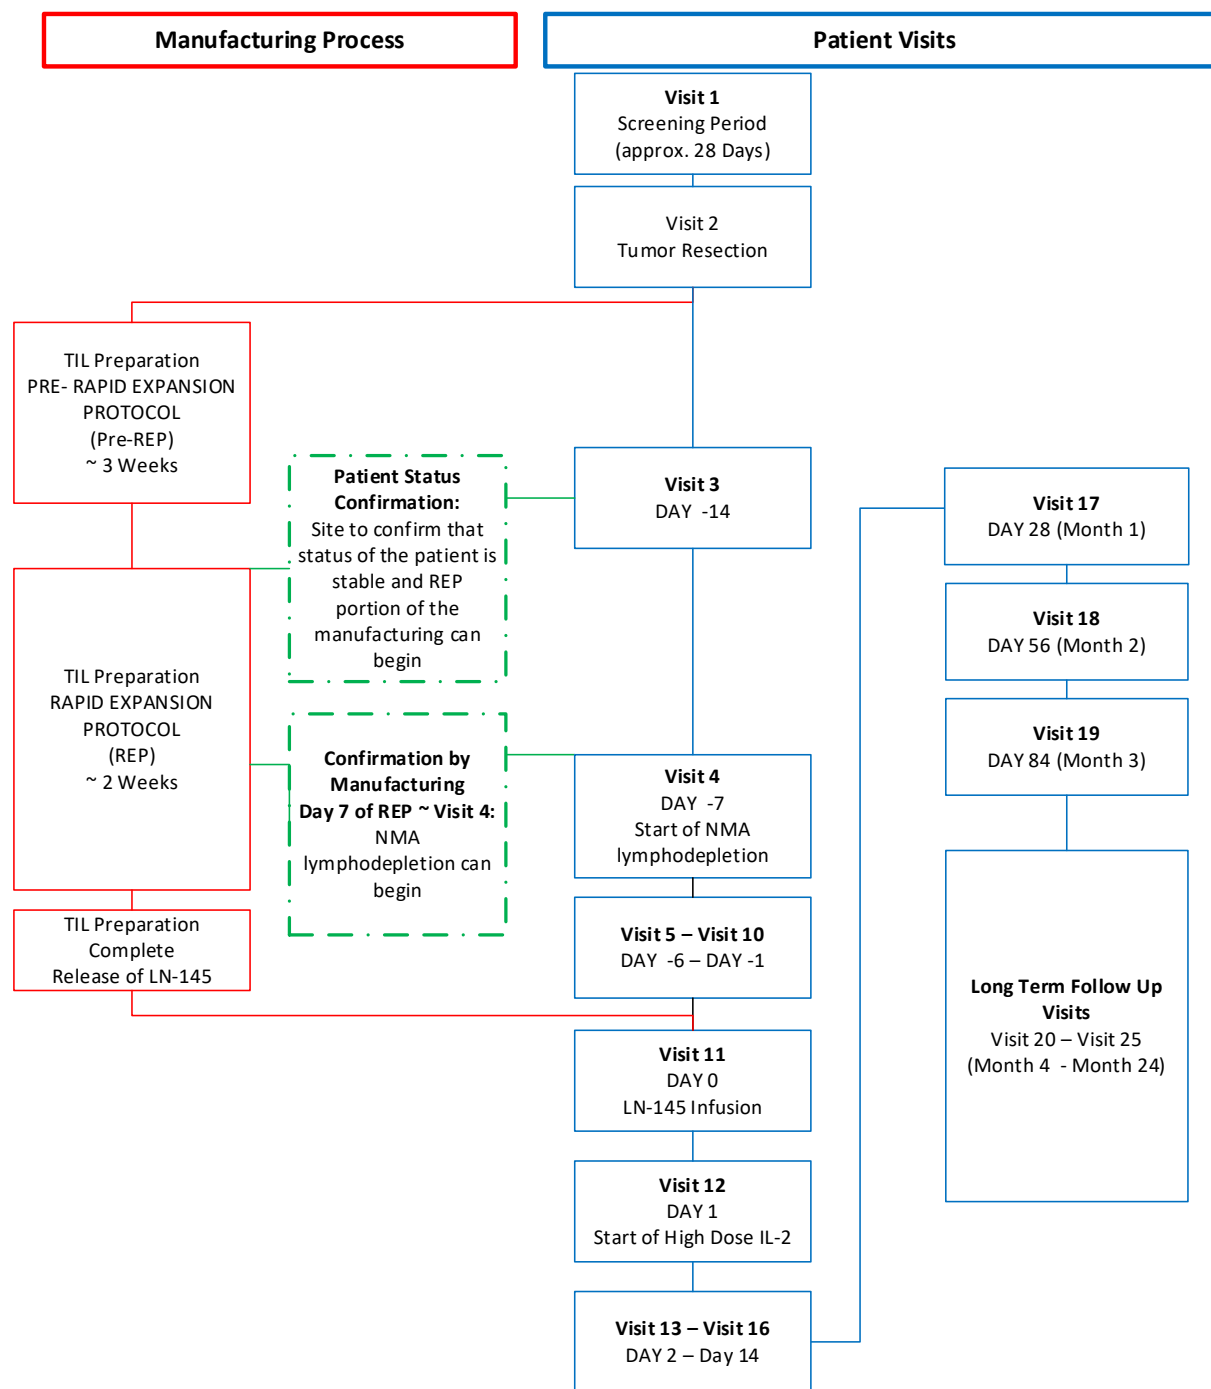 Manufacturing Process
Patient Visits
Visit 1
Screening Period
(approx. 28 Days)
Visit 2
Tumor Resection
TIL Preparation
PRE- RAPID EXPANSION
PROTOCOL
(Pre-REP)
~ 3 Weeks
Patient Status
Confirmation:
Site to confirm that
status of the patient is
stable and REP
portion of the
manufacturing can
begin
Visit 3
DAY -14
TIL Preparation
RAPID EXPANSION
PROTOCOL
(REP)
~ 2 Weeks
Confirmation by
Manufacturing
Day 7 of REP ~ Visit 4:
NMA
lymphodepletion can
begin
Visit 4
DAY -7
Start of NMA
lymphodepletion
TIL Preparation
Complete
Release of LN-145
Visit 5 – Visit 10
DAY -6 – DAY -1
Visit 11
DAY 0
LN-145 Infusion
Visit 12
DAY 1
Start of High Dose IL-2
Visit 13 – Visit 16
DAY 2 – Day 14
Visit 17
DAY 28 (Month 1)
Visit 18
DAY 56 (Month 2)
Visit 19
DAY 84 (Month 3)
Long Term Follow Up
Visits
Visit 20 – Visit 25
(Month 4 - Month 24)